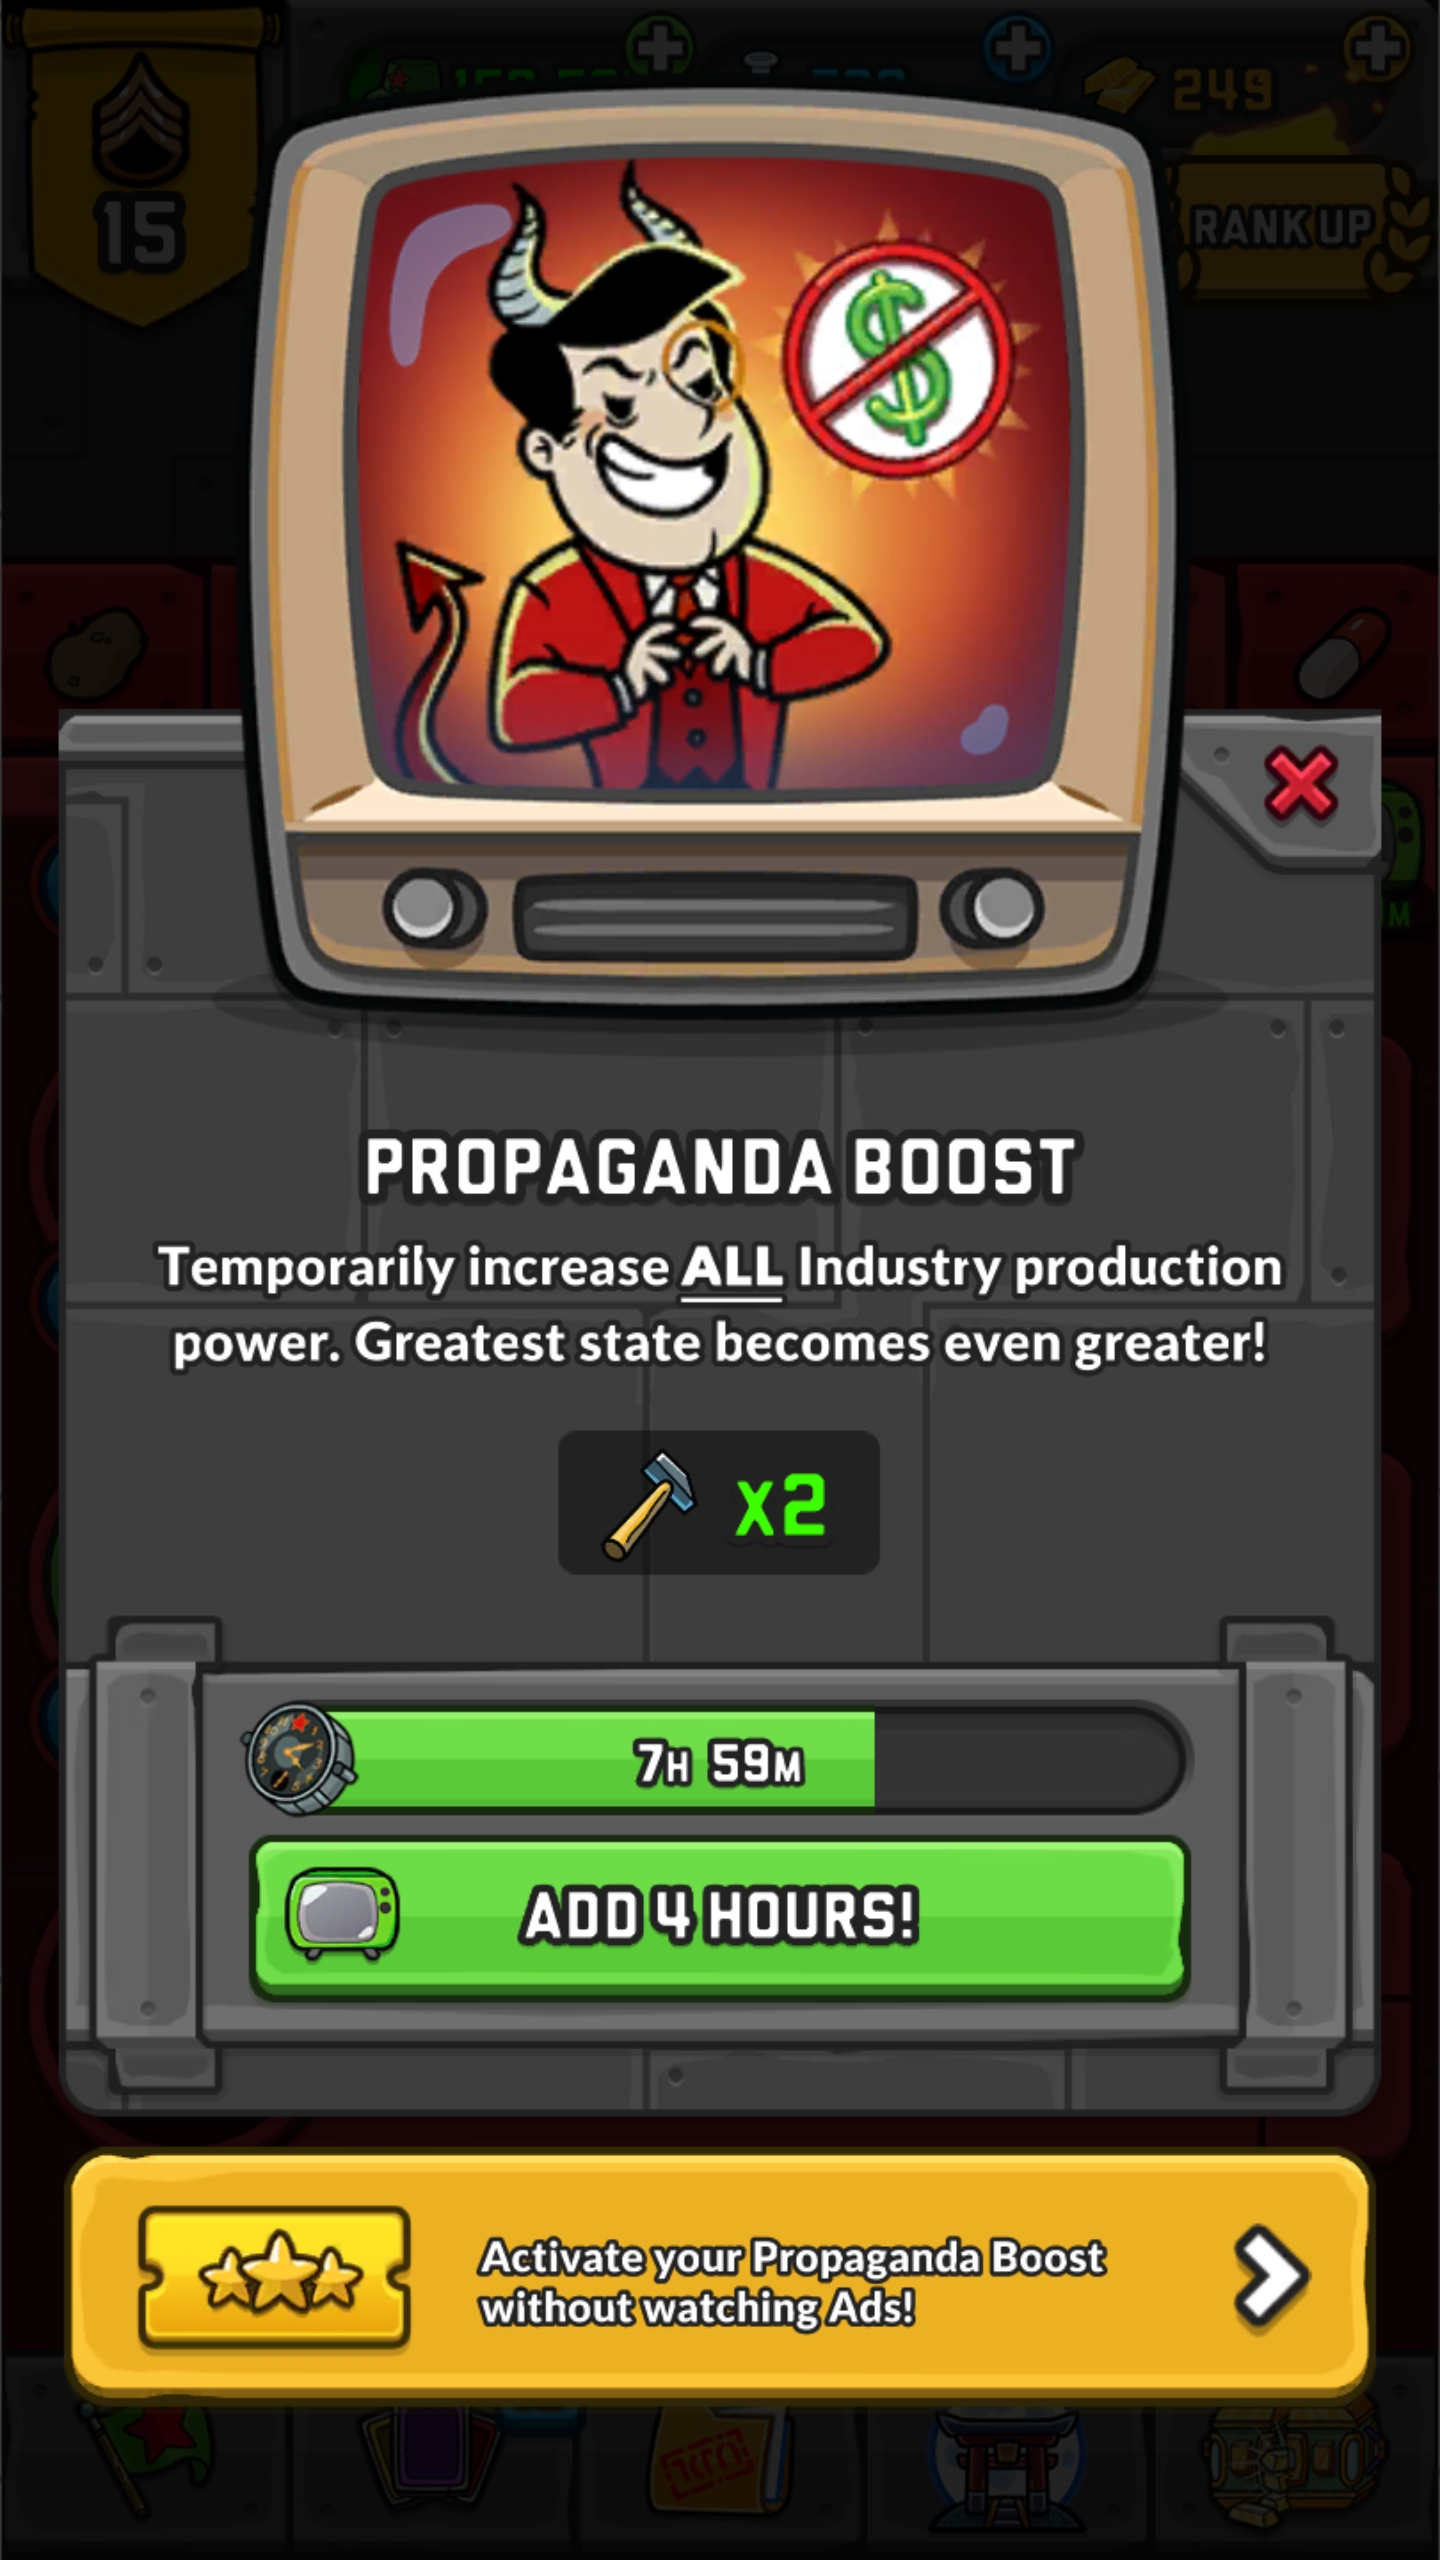 249
15
RANK UP
PROPAGANDA BOOST
Temporarily increase ALL Industry production
power. Greatest state becomes even greater!
X2
7H 59M
ADD 4 HOURS!
Activate your Propaganda Boost
without watching Ads!